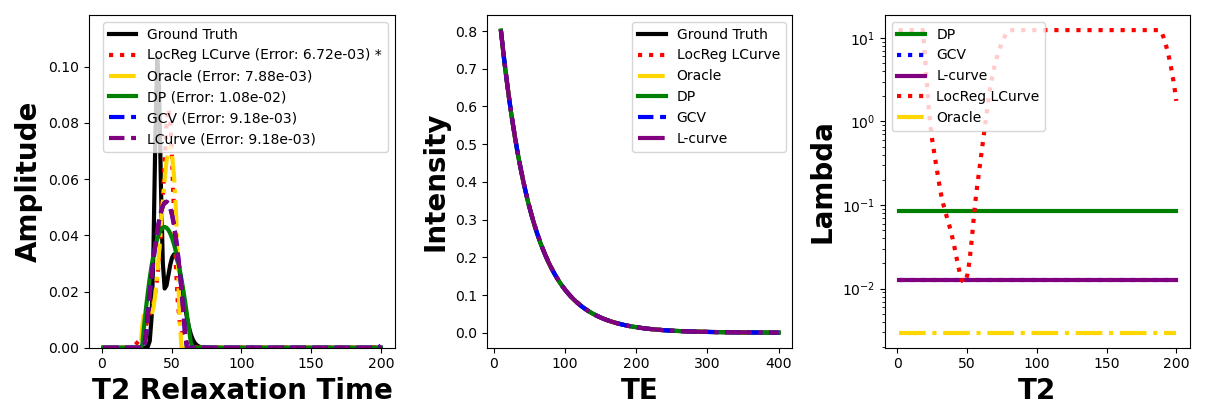 Amplitude
0.10
0.08
0.06
0.04
0.02
0.00
Ground Truth
LocReg LCurve (Error: 6.72e-03) *
Oracle (Error: 7.88e-03)
DP (Error: 1.08e-02)
GCV (Error: 9.18e-03)
LCurve (Error: 9.18e-03)
0 50 100 150 200
T2 Relaxation Time
Intensity
0.8
0.7
0.6
0.5
0.4
0.3
0.2
0.1
0.0
Ground Truth
LocReg LCurve
Oracle
DP
GCV
L-curve
0 100 200 300 400
TE
Lambda
10¹
10⁰
10⁻¹
10⁻²
DP
GCV
L-curve
LocReg LCurve
Oracle
0 50 100 150 200
T2